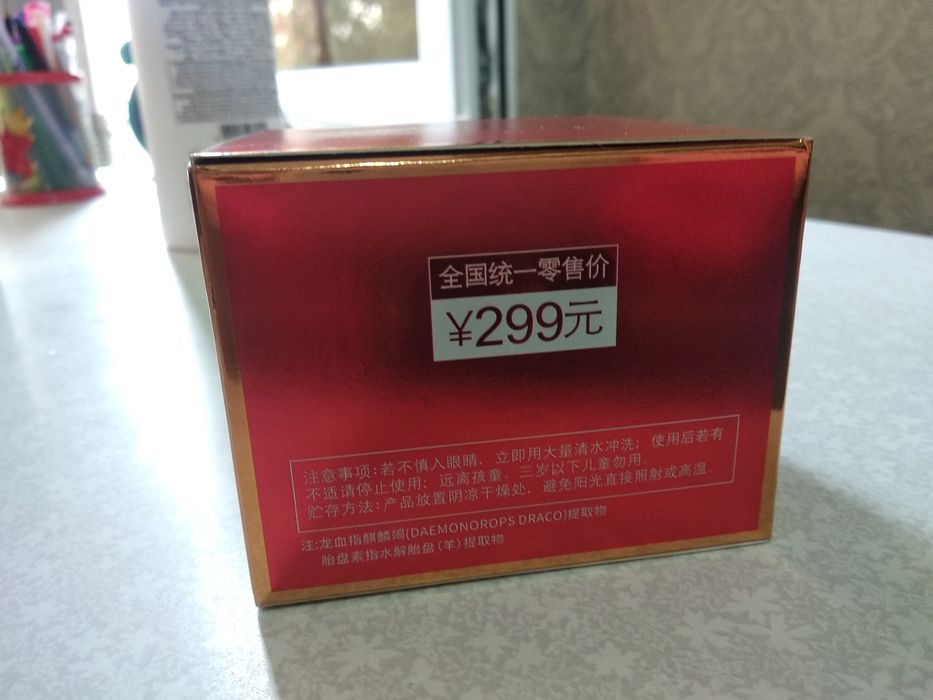 全国统一零售价
¥299元
注意事项:若不慎入眼睛、立即用大量清水冲洗；使用后若有
不适请停止使用；远离孩童。三岁以下儿童勿用。
贮存方法:产品放置阴凉干燥处、避免阳光直接照射或高温。
注:龙血指麒麟竭(DAEMONOROPS DRACO)提取物
胎盘素指水解胎盘(羊)提取物